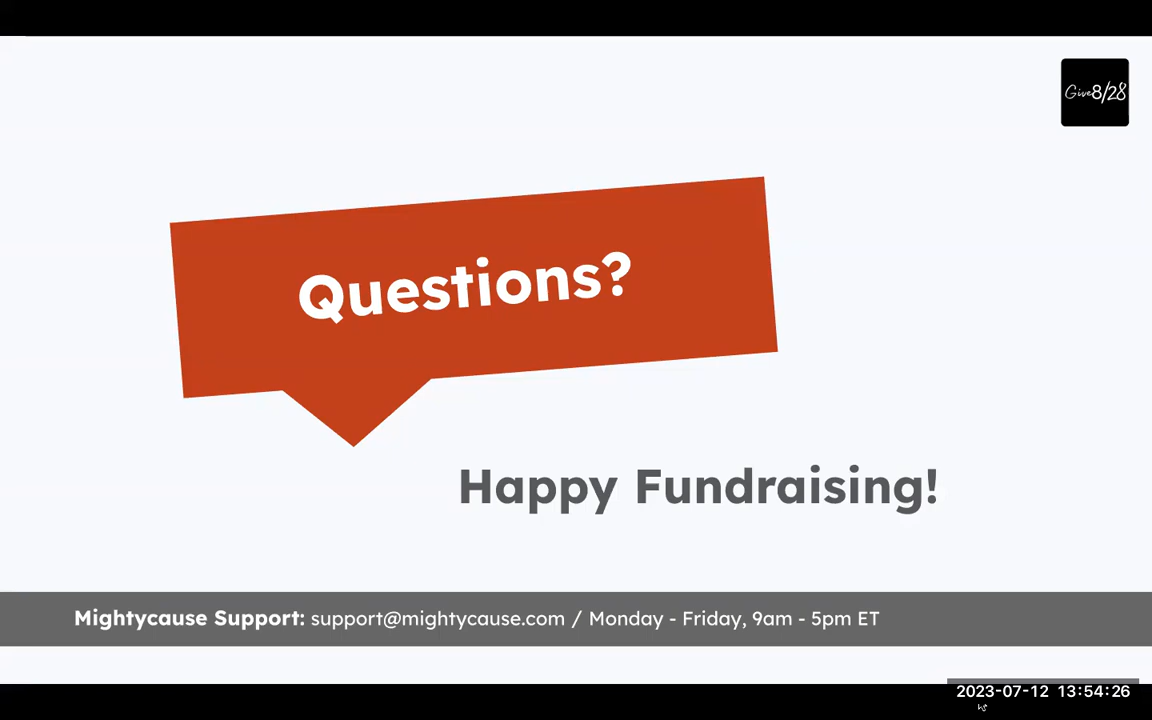 Give8/28
Questions?
Happy Fundraising!
Mightycause Support: support@mightycause.com / Monday - Friday, 9am - 5pm ET
2023-07-12 13:54:26